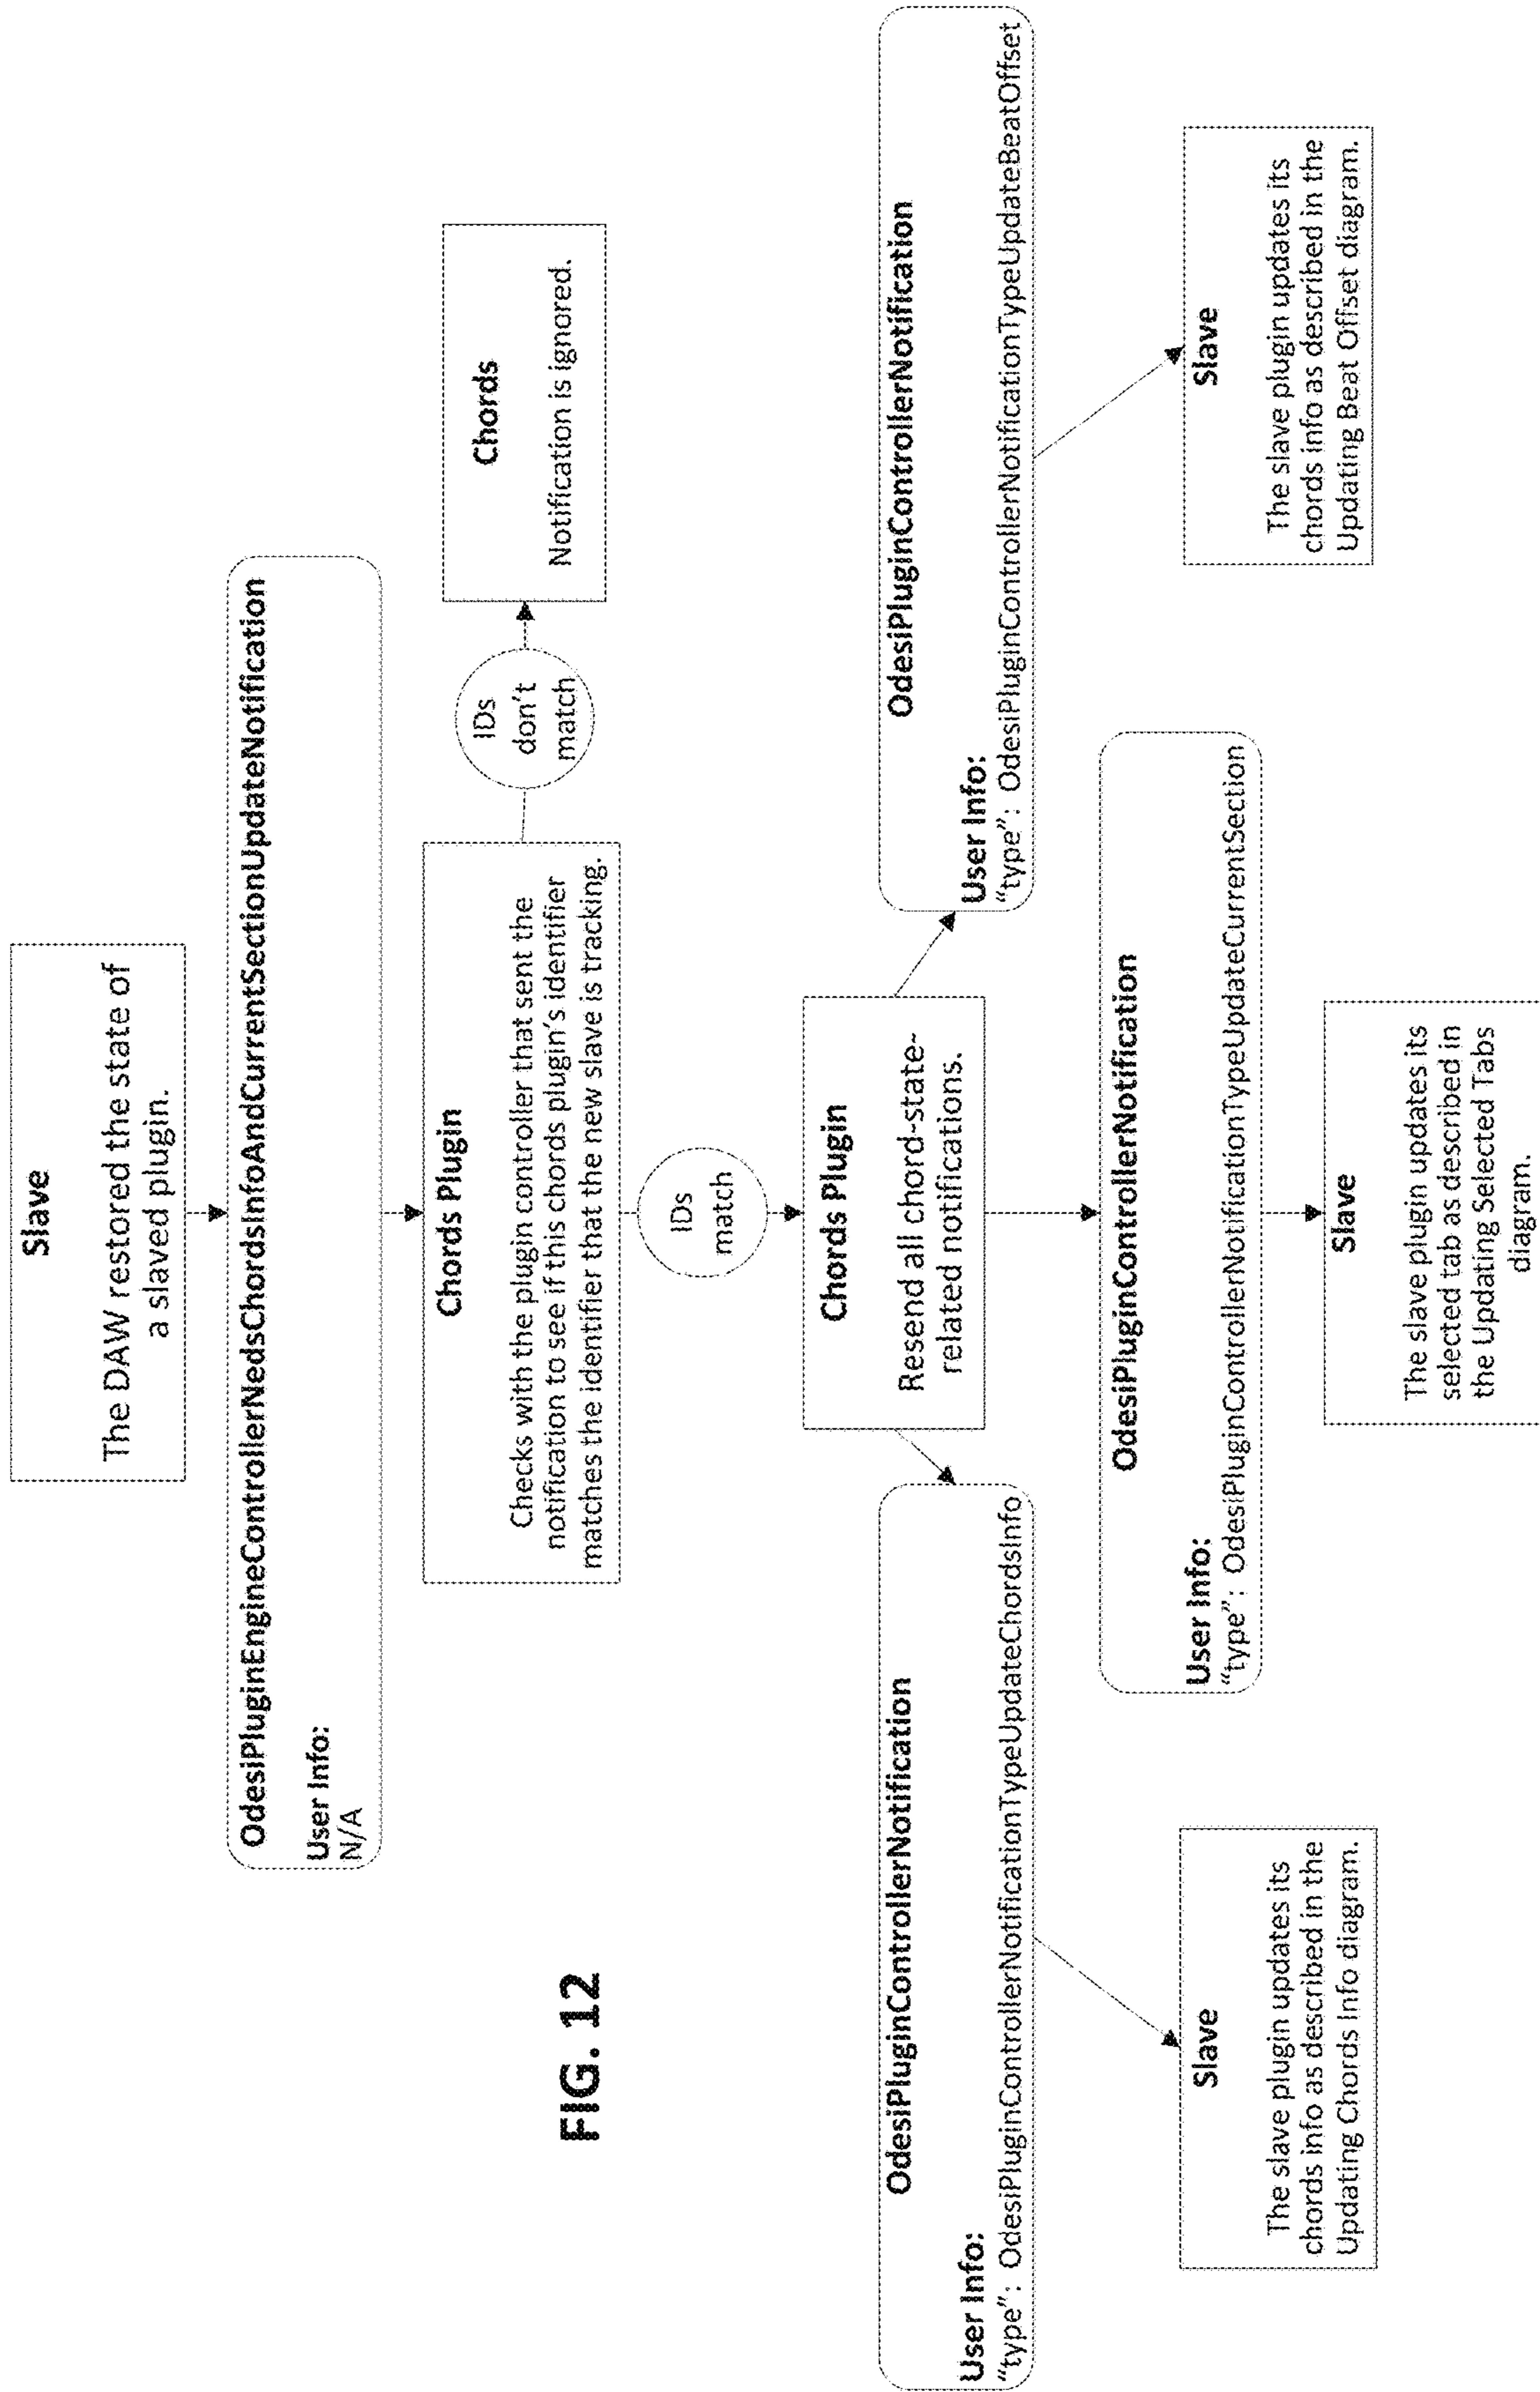 Slave
The DAW restored the state of
a slaved plugin.
OdesiPluginEngineControllerNedsChordsInfoAndCurrentSectionUpdateNotification
User Info:
N/A
Chords Plugin
Checks with the plugin controller that sent the
notification to see if this chords plugin's identifier
matches the identifier that the new slave is tracking.
IDs
don't
match
Chords
Notification is ignored.
IDs
match
FIG. 12
Chords Plugin
Resend all chord-state-
related notifications.
OdesiPluginControllerNotification
User Info:
"type": OdesiPluginControllerNotificationTypeUpdateChordsInfo
OdesiPluginControllerNotification
User Info:
"type": OdesiPluginControllerNotificationTypeUpdateCurrentSection
OdesiPluginControllerNotification
User Info:
"type": OdesiPluginControllerNotificationTypeUpdateBeatOffset
Slave
The slave plugin updates its
chords info as described in the
Updating Chords Info diagram.
Slave
The slave plugin updates its
selected tab as described in
the Updating Selected Tabs
diagram.
Slave
The slave plugin updates its
chords info as described in the
Updating Beat Offset diagram.